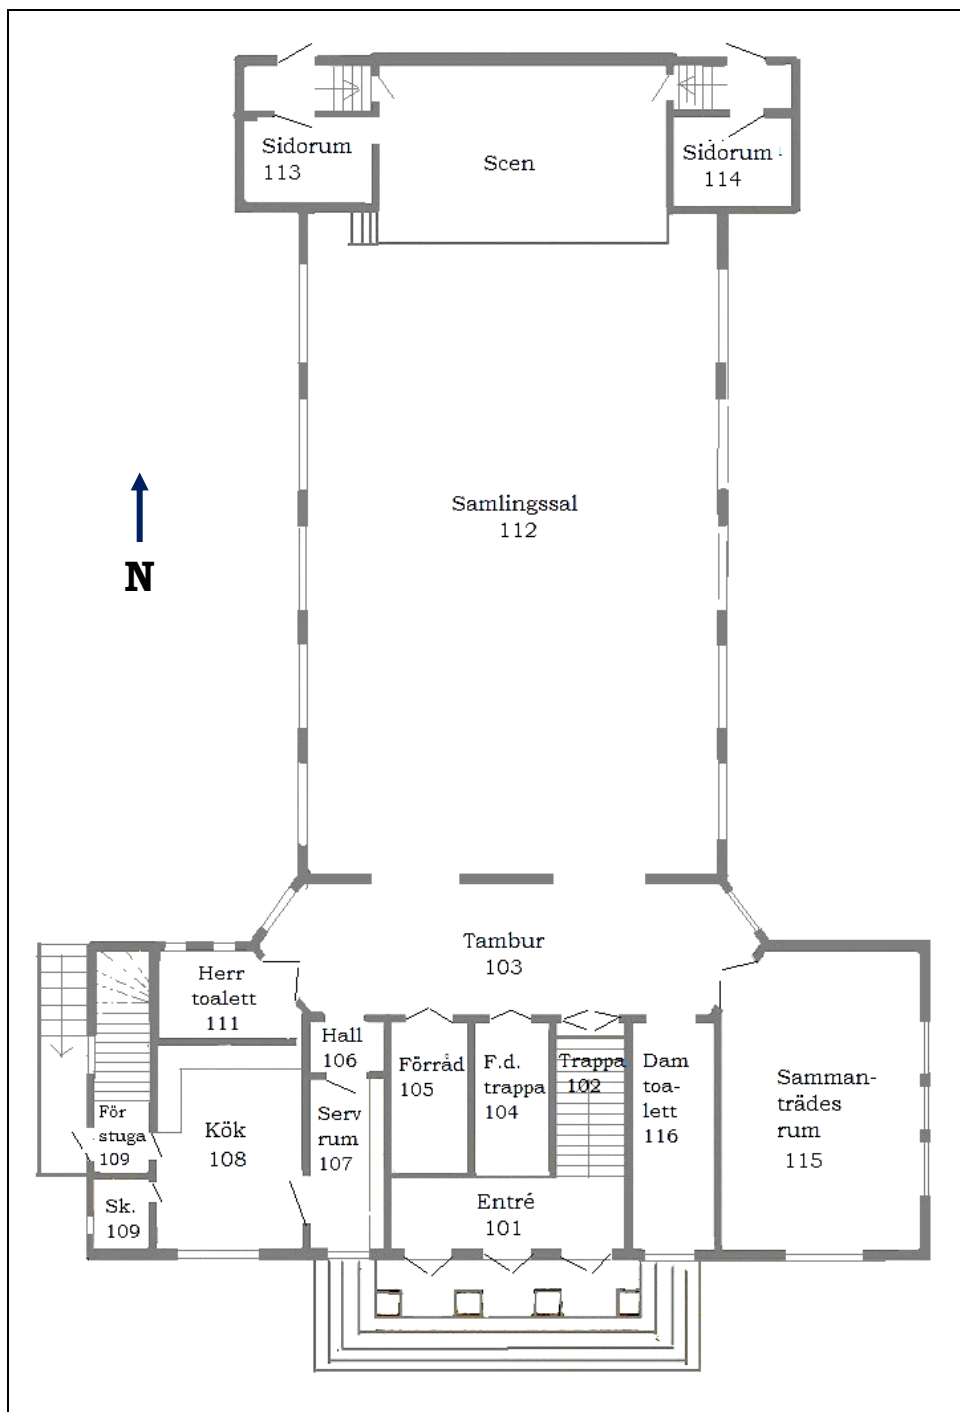 Sidorum
113
Scen
Sidorum
114
Samlingssal
112
N
Tambur
103
Herr
toalett
111
Hall
106
Förråd
105
F.d.
trappa
104
Trappa
102
Dam
toa-
lett
116
Samman-
trädes
rum
115
För
stuga
109
Kök
108
Serv
rum
107
Sk.
109
Entré
101